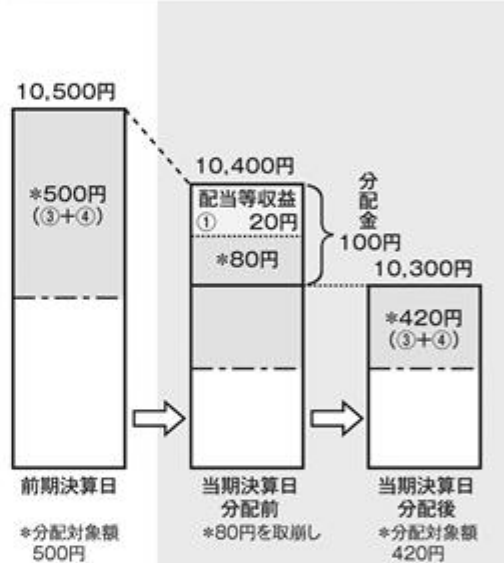 10,500円
*500円
(③+④)
前期決算日
*分配対象額
500円
10,400円
配当等収益
① 20円
*80円
分配金
100円
当期決算日
分配前
*80円を取崩し
10,300円
*420円
(③+④)
当期決算日
分配後
*分配対象額
420円